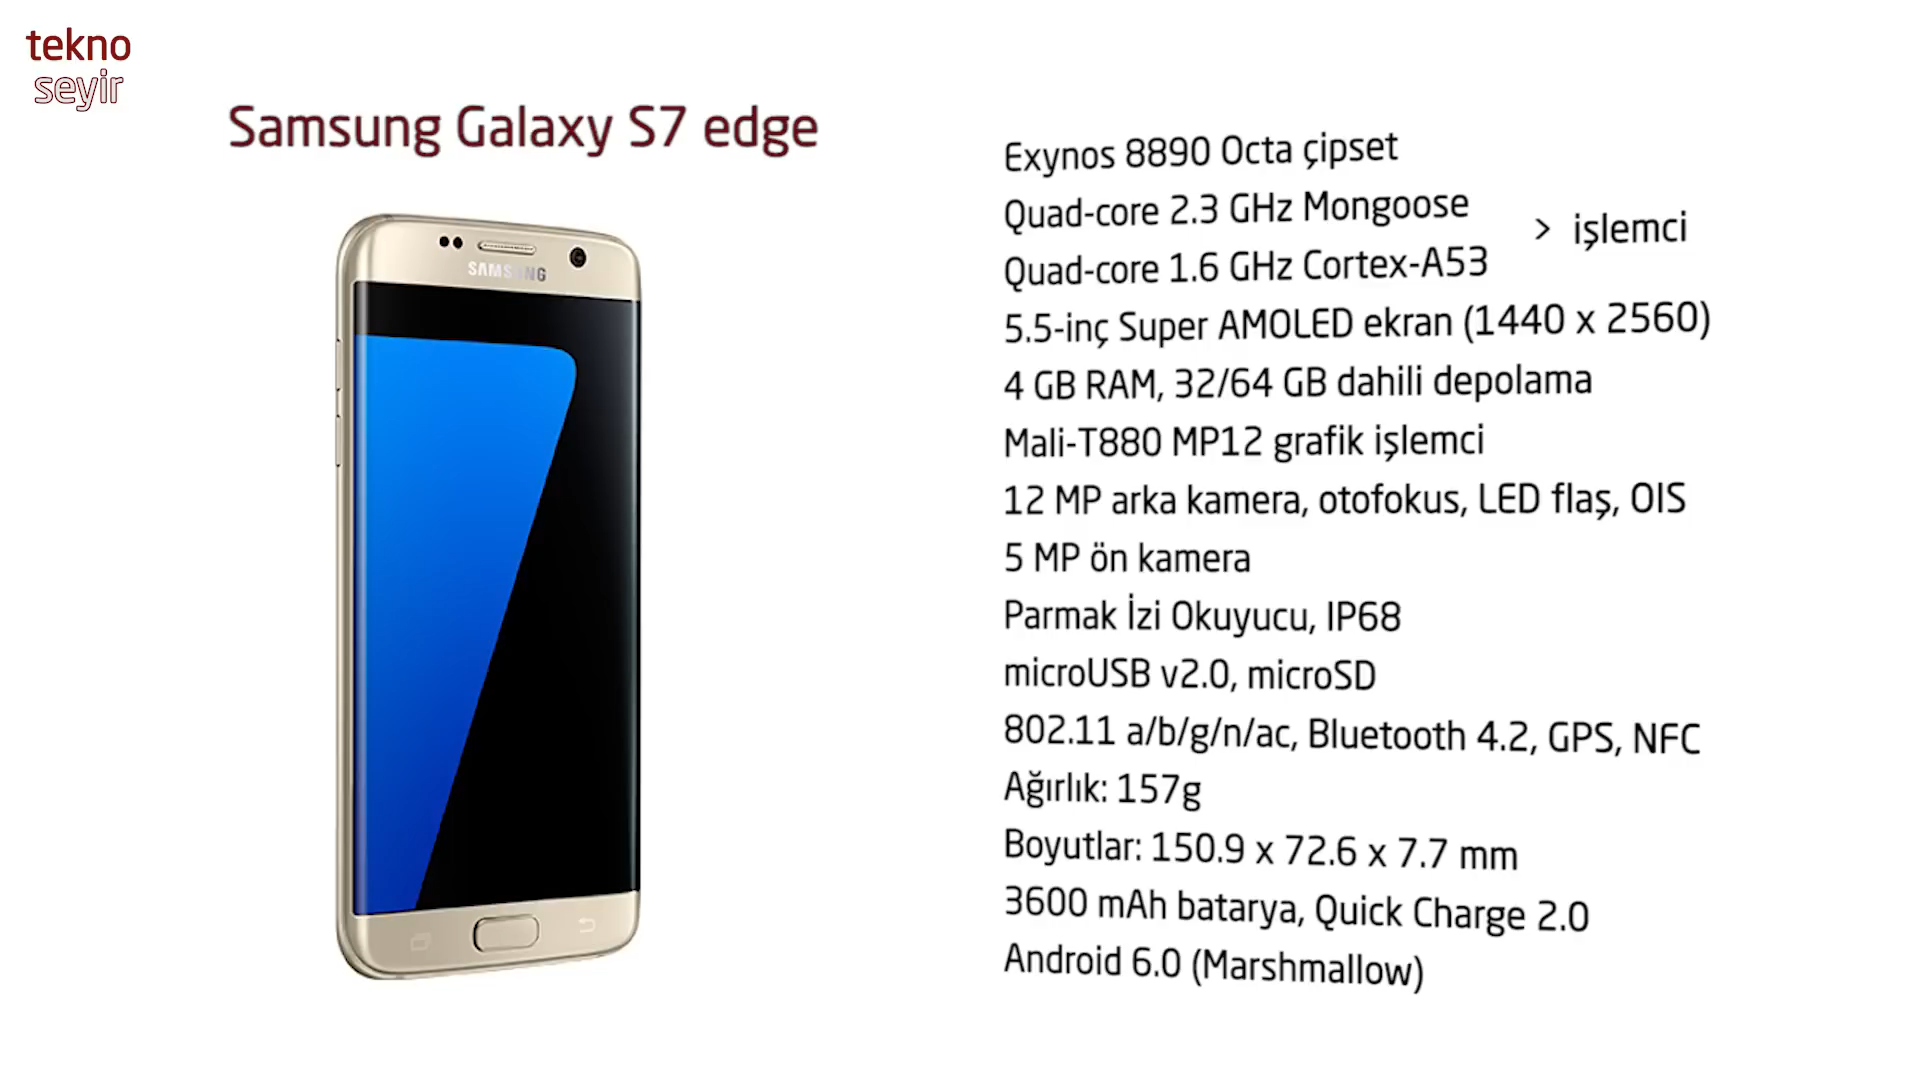 tekno
seyir
Samsung Galaxy S7 edge
SAMSUNG
Exynos 8890 Octa çipset
Quad-core 2.3 GHz Mongoose
> işlemci
Quad-core 1.6 GHz Cortex-A53
5.5-inç Super AMOLED ekran (1440 x 2560)
4 GB RAM, 32/64 GB dahili depolama
Mali-T880 MP12 grafik işlemci
12 MP arka kamera, otofokus, LED flaş, OIS
5 MP ön kamera
Parmak İzi Okuyucu, IP68
microUSB v2.0, microSD
802.11 a/b/g/n/ac, Bluetooth 4.2, GPS, NFC
Ağırlık: 157g
Boyutlar: 150.9 x 72.6 x 7.7 mm
3600 mAh batarya, Quick Charge 2.0
Android 6.0 (Marshmallow)